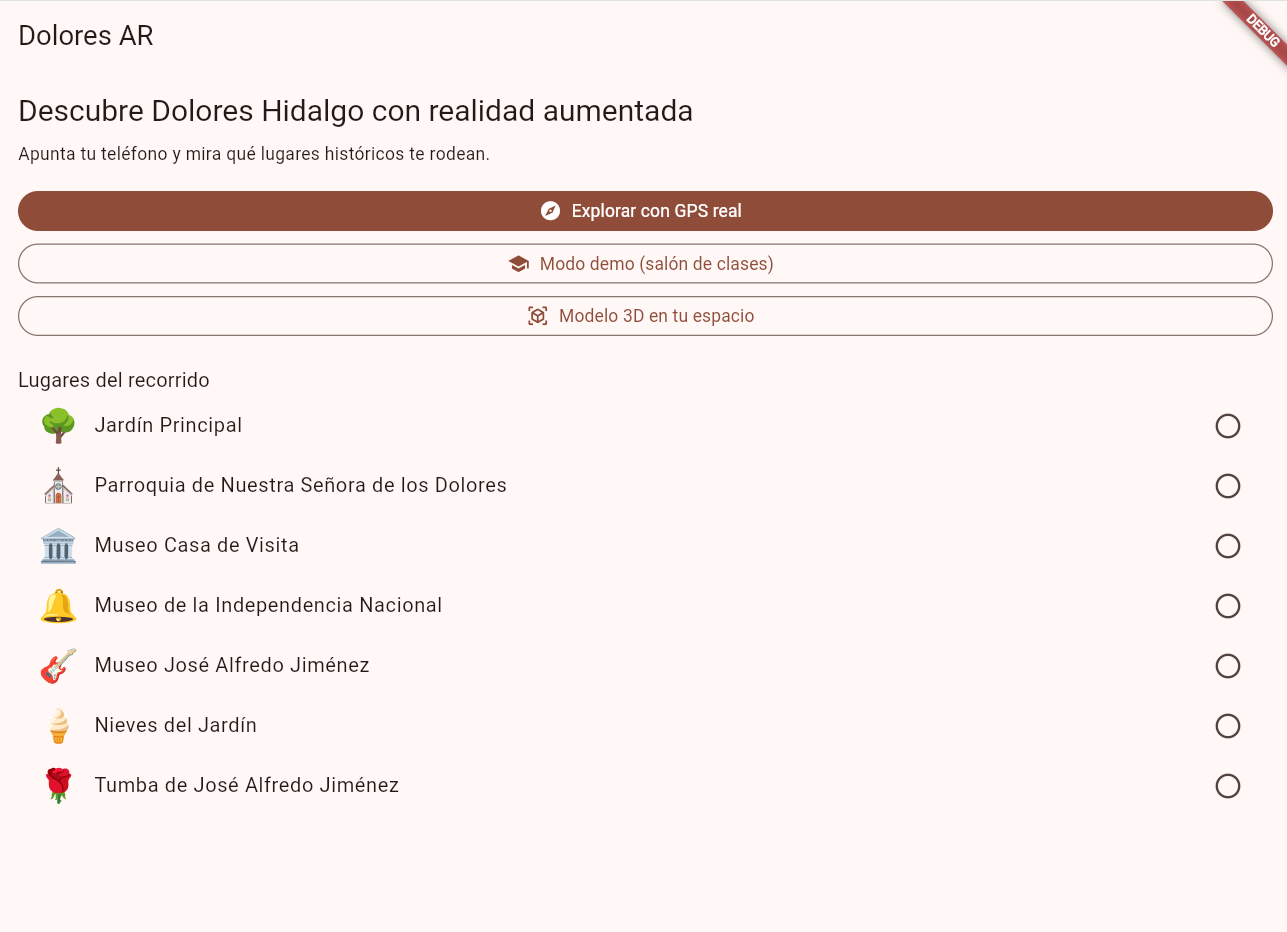 Dolores AR
DEBUG
Descubre Dolores Hidalgo con realidad aumentada
Apunta tu teléfono y mira qué lugares históricos te rodean.
Explorar con GPS real
Modo demo (salón de clases)
Modelo 3D en tu espacio
Lugares del recorrido
Jardín Principal
Parroquia de Nuestra Señora de los Dolores
Museo Casa de Visita
Museo de la Independencia Nacional
Museo José Alfredo Jiménez
Nieves del Jardín
Tumba de José Alfredo Jiménez